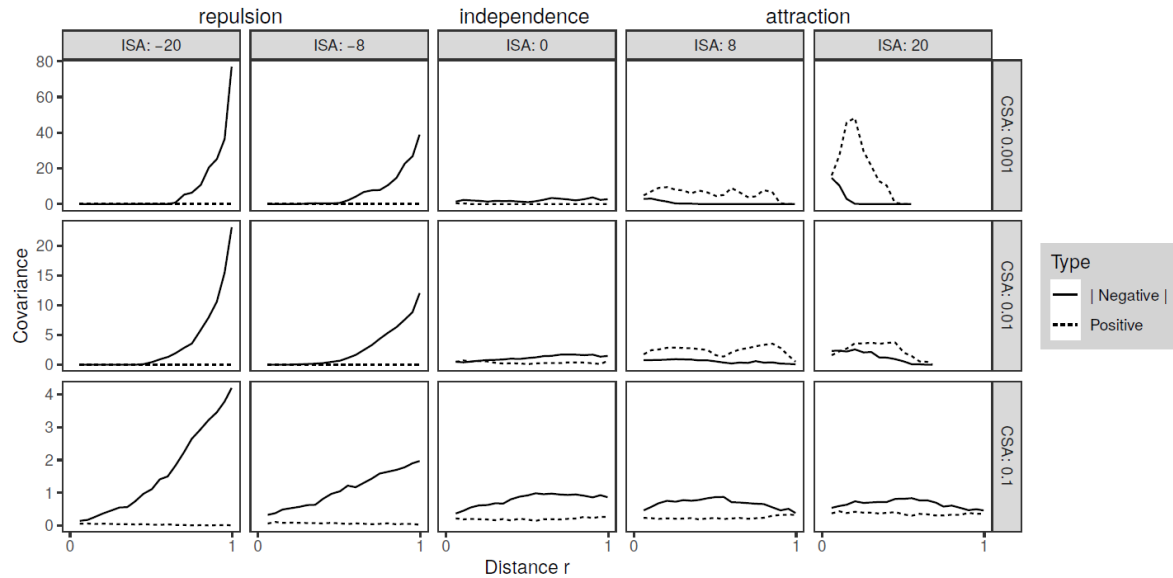 repulsion independence attraction
ISA: −20 ISA: −8 ISA: 0 ISA: 8 ISA: 20
80
60
40
20
0
CSA: 0.001
20
15
10
5
0
CSA: 0.01
4
3
2
1
0
CSA: 0.1
Covariance
0 1 0 1 0 1 0 1 0 1
Distance r
Type
| Negative |
Positive